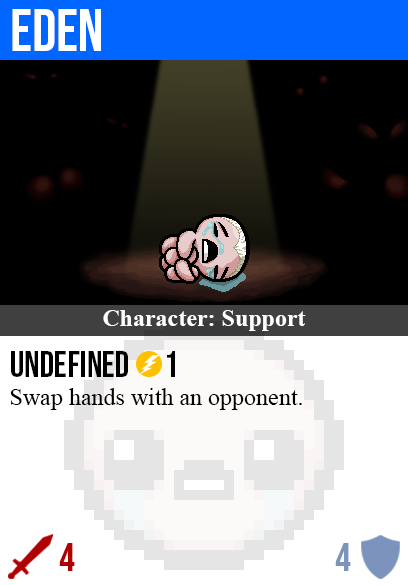 EDEN
Character: Support
UNDEFINED 1
Swap hands with an opponent.
4 4